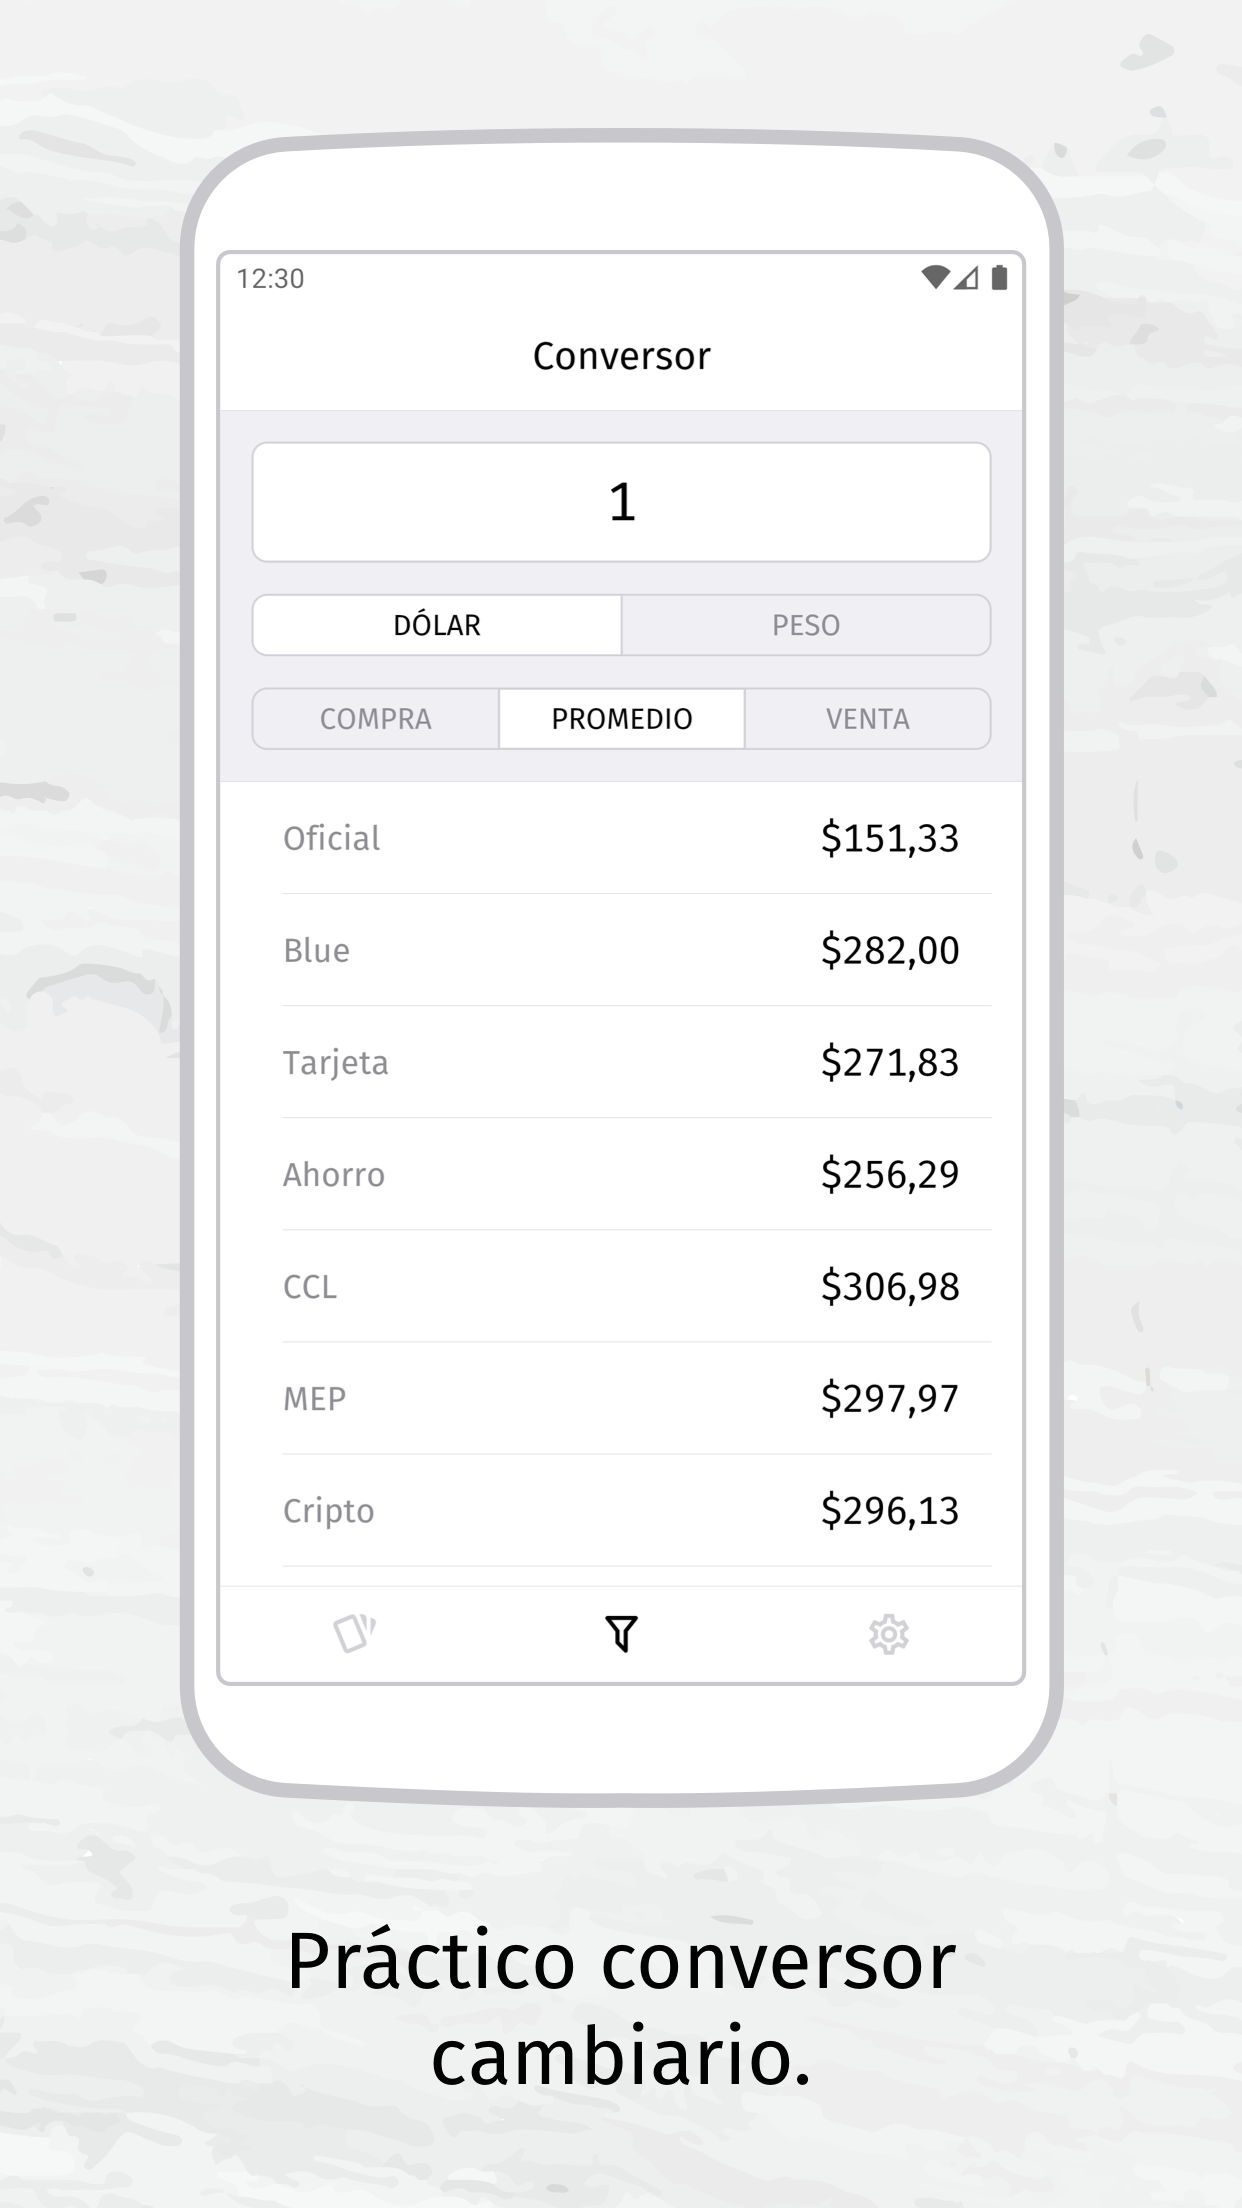 12:30
Conversor
1
DÓLAR PESO
COMPRA PROMEDIO VENTA
Oficial $151,33
Blue $282,00
Tarjeta $271,83
Ahorro $256,29
CCL $306,98
MEP $297,97
Cripto $296,13
Práctico conversor
cambiario.